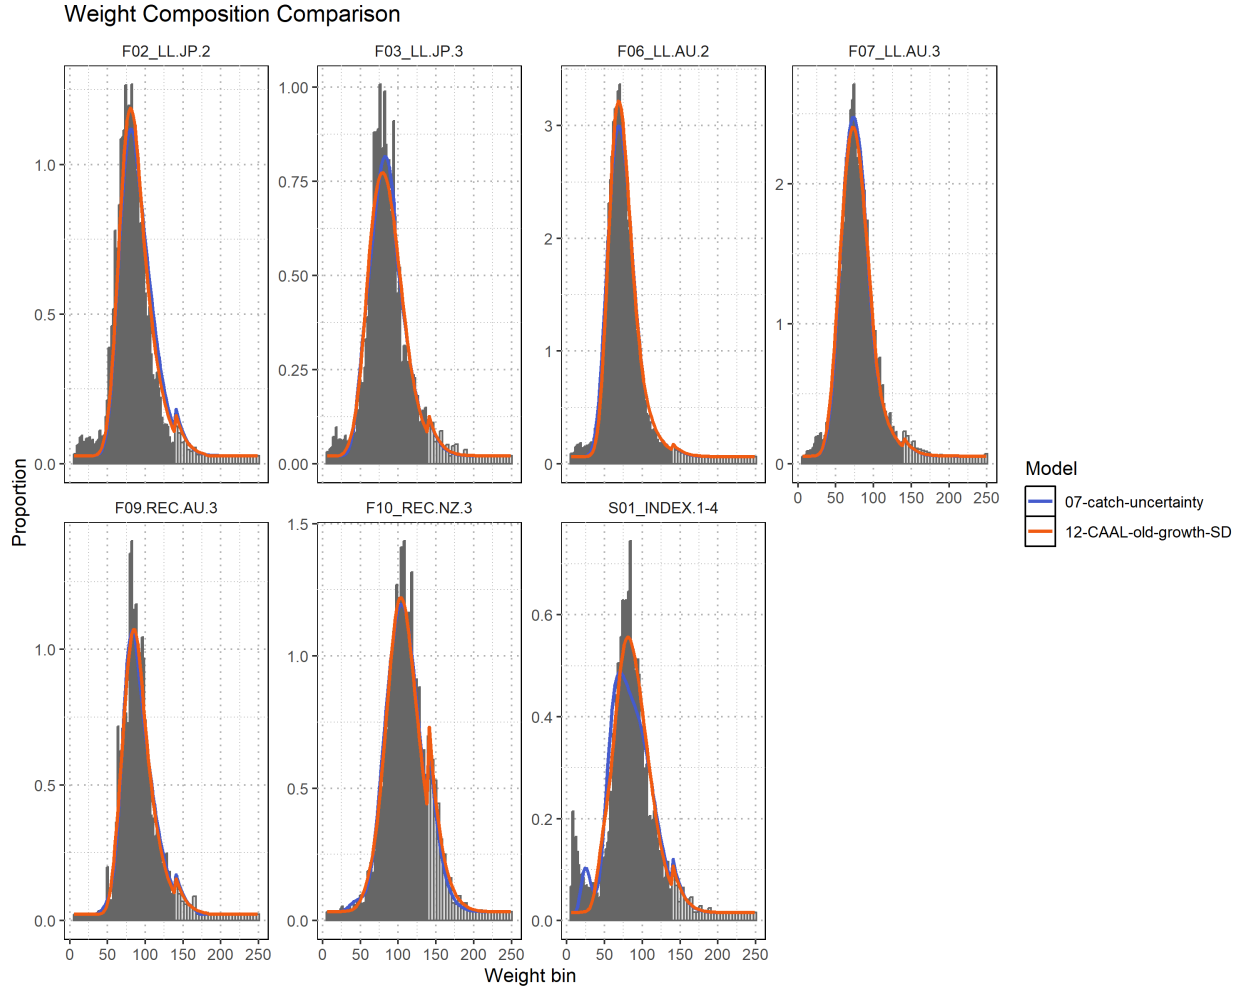 Weight Composition Comparison
F02_LL.JP.2
F03_LL.JP.3
F06_LL.AU.2
F07_LL.AU.3
1.0
0.5
0.0
1.00
0.75
0.50
0.25
0.00
3
2
1
0
2
1
0
0 50 100 150 200 250
F09.REC.AU.3
F10_REC.NZ.3
S01_INDEX.1-4
1.0
0.5
0.0
1.5
1.0
0.5
0.0
0.6
0.4
0.2
0.0
0 50 100 150 200 250
0 50 100 150 200 250
0 50 100 150 200 250
Weight bin
Proportion
Model
07-catch-uncertainty
12-CAAL-old-growth-SD